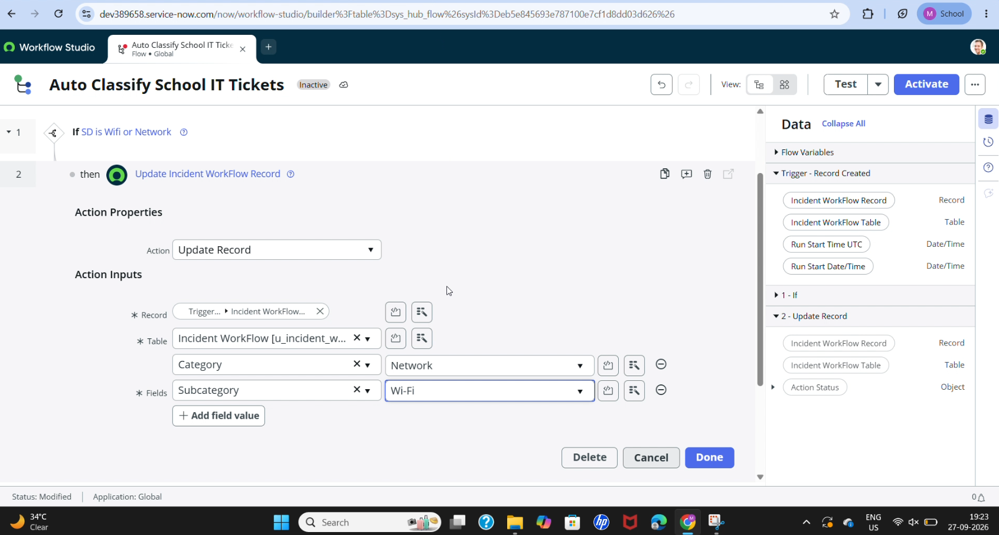 dev389658.service-now.com/now/workflow-studio/builder%3Ftable%3Dsys_hub_flow%26sysId%3Deb5e845693e787100e7cf1d8dd03d626%26
M School
Workflow Studio
Auto Classify School IT Ticke
Flow • Global
Auto Classify School IT Tickets
Inactive
View:
Test
Activate
1
If SD is Wifi or Network
2
then Update Incident WorkFlow Record
Action Properties
Action
Update Record
Action Inputs
* Record
Trigger... ▸ Incident WorkFlow...
* Table
Incident WorkFlow [u_incident_w...
Category
Network
* Fields
Subcategory
Wi-Fi
+ Add field value
Delete
Cancel
Done
Data Collapse All
Flow Variables
Trigger - Record Created
Incident WorkFlow Record Record
Incident WorkFlow Table Table
Run Start Time UTC Date/Time
Run Start Date/Time Date/Time
1 - If
2 - Update Record
Incident WorkFlow Record Record
Incident WorkFlow Table Table
Action Status Object
Status: Modified
Application: Global
0
34°C
Clear
Search
hp
M
ENG
US
19:23
27-09-2026